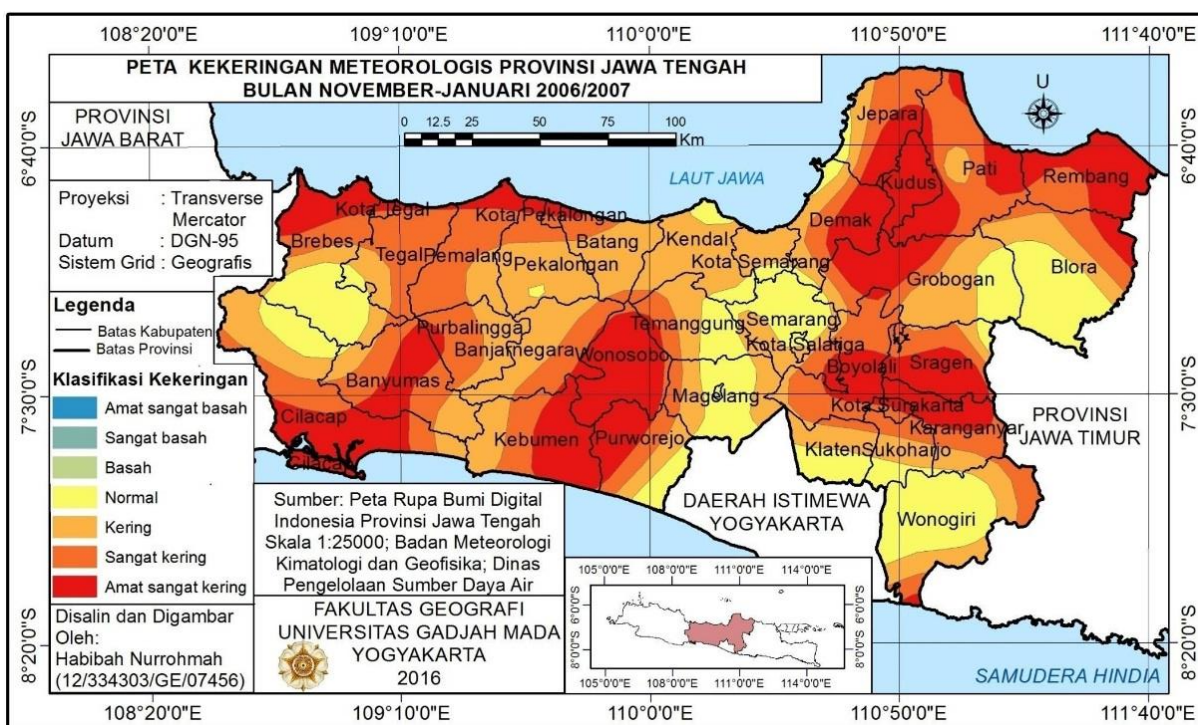 108°20'0"E 109°10'0"E 110°0'0"E 110°50'0"E 111°40'0"E
PETA KEKERINGAN METEOROLOGIS PROVINSI JAWA TENGAH
BULAN NOVEMBER-JANUARI 2006/2007
PROVINSI
JAWA BARAT
0 12.5 25 50 75 100
Km
U
6°40'0"S
6°40'0"S
LAUT JAWA
Proyeksi : Transverse
Mercator
Datum : DGN-95
Sistem Grid : Geografis
Jepara
Pati
Rembang
Kudus
Demak
Kota Tegal
Kota Pekalongan
Brebes
Tegal
Pemalang
Batang
Pekalongan
Kendal
Kota Semarang
Grobogan
Blora
Legenda
Batas Kabupaten
Batas Provinsi
Klasifikasi Kekeringan
Amat sangat basah
Sangat basah
Basah
Normal
Kering
Sangat kering
Amat sangat kering
Purbalingga
Banjarnegara
Wonosobo
Temanggung
Semarang
Kota Salatiga
Boyolali
Sragen
Banyumas
Magelang
Kota Surakarta
Karanganyar
Cilacap
Kebumen
Purworejo
Klaten
Sukoharjo
Cilacap
Wonogiri
7°30'0"S
7°30'0"S
PROVINSI
JAWA TIMUR
DAERAH ISTIMEWA
YOGYAKARTA
Sumber: Peta Rupa Bumi Digital
Indonesia Provinsi Jawa Tengah
Skala 1:25000; Badan Meteorologi
Kimatologi dan Geofisika; Dinas
Pengelolaan Sumber Daya Air
Disalin dan Digambar
Oleh:
Habibah Nurrohmah
(12/334303/GE/07456)
FAKULTAS GEOGRAFI
UNIVERSITAS GADJAH MADA
YOGYAKARTA
2016
105°0'0"E 108°0'0"E 111°0'0"E 114°0'0"E
6°0'0"S
8°0'0"S
6°0'0"S
8°0'0"S
105°0'0"E 108°0'0"E 111°0'0"E 114°0'0"E
8°20'0"S
8°20'0"S
SAMUDERA HINDIA
108°20'0"E 109°10'0"E 110°0'0"E 110°50'0"E 111°40'0"E